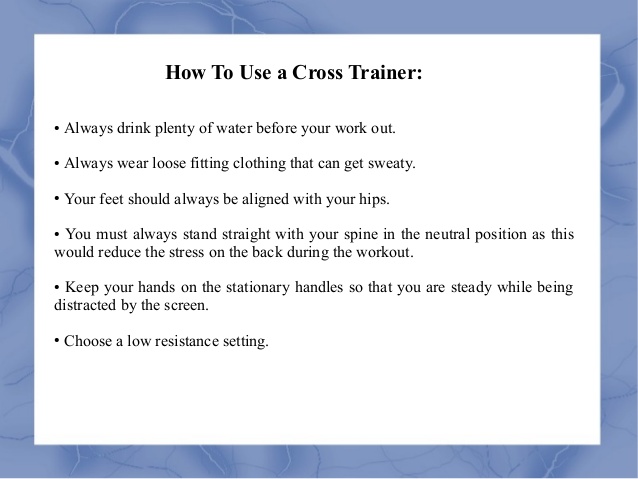 How To Use a Cross Trainer:
• Always drink plenty of water before your work out.
• Always wear loose fitting clothing that can get sweaty.
• Your feet should always be aligned with your hips.
• You must always stand straight with your spine in the neutral position as this
would reduce the stress on the back during the workout.
• Keep your hands on the stationary handles so that you are steady while being
distracted by the screen.
• Choose a low resistance setting.